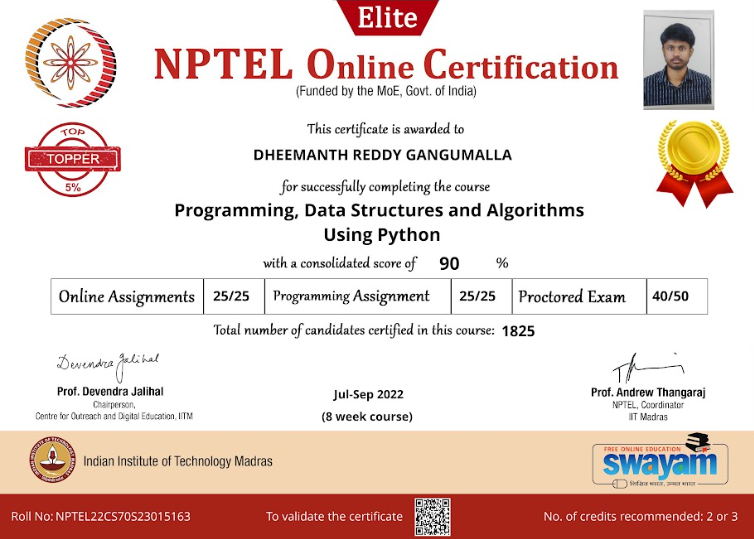 Elite
NPTEL Online Certification
(Funded by the MoE, Govt. of India)
TOP
TOPPER
5%
This certificate is awarded to
DHEEMANTH REDDY GANGUMALLA
for successfully completing the course
Programming, Data Structures and Algorithms
Using Python
with a consolidated score of 90 %
Online Assignments 25/25 Programming Assignment 25/25 Proctored Exam 40/50
Total number of candidates certified in this course: 1825
Devendra Jalihal
Prof. Devendra Jalihal
Chairperson,
Centre for Outreach and Digital Education, IITM
Jul-Sep 2022
(8 week course)
Prof. Andrew Thangaraj
NPTEL, Coordinator
IIT Madras
Indian Institute of Technology Madras
FREE ONLINE EDUCATION
swayam
शिक्षित भारत, उन्नत भारत
Roll No: NPTEL22CS70S23015163
To validate the certificate
No. of credits recommended: 2 or 3